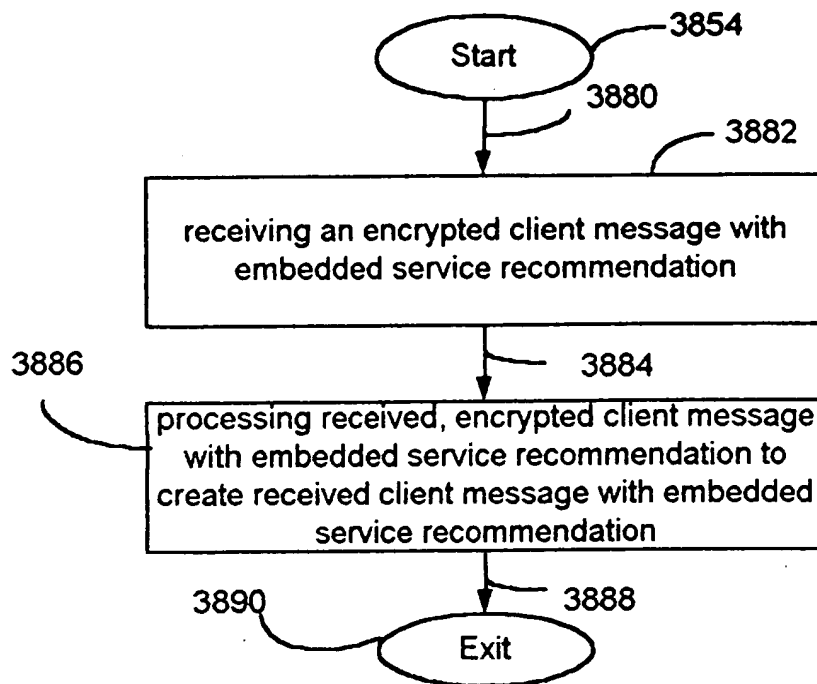 Start
3854
3880
3882
receiving an encrypted client message with
embedded service recommendation
3884
3886
processing received, encrypted client message
with embedded service recommendation to
create received client message with embedded
service recommendation
3888
3890
Exit